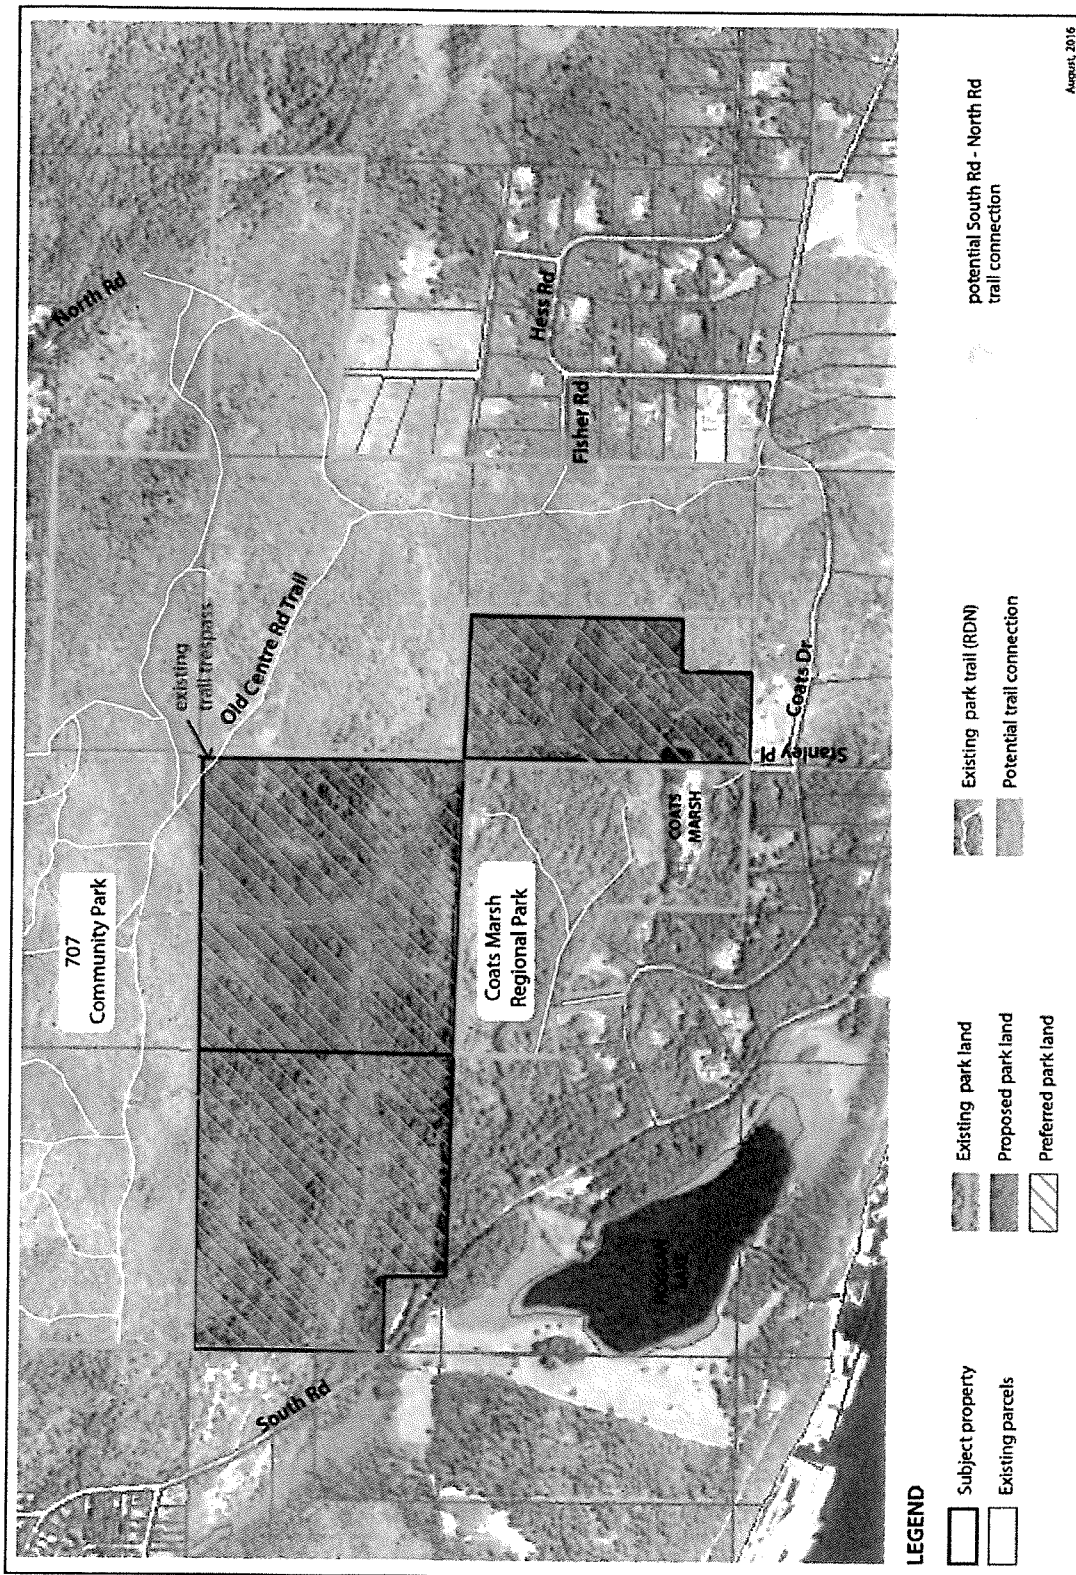 North Rd
existing
trail trespass
Old Centre Rd Trail
707
Community Park
Hess Rd
Fisher Rd
Coats Marsh
Regional Park
COATS
MARSH
Stanley Pl
Coats Dr
South Rd
HOGGAN
LAKE
LEGEND
Subject property
Existing parcels
Existing park land
Proposed park land
Preferred park land
Existing park trail (RDN)
Potential trail connection
potential South Rd - North Rd
trail connection
August, 2016